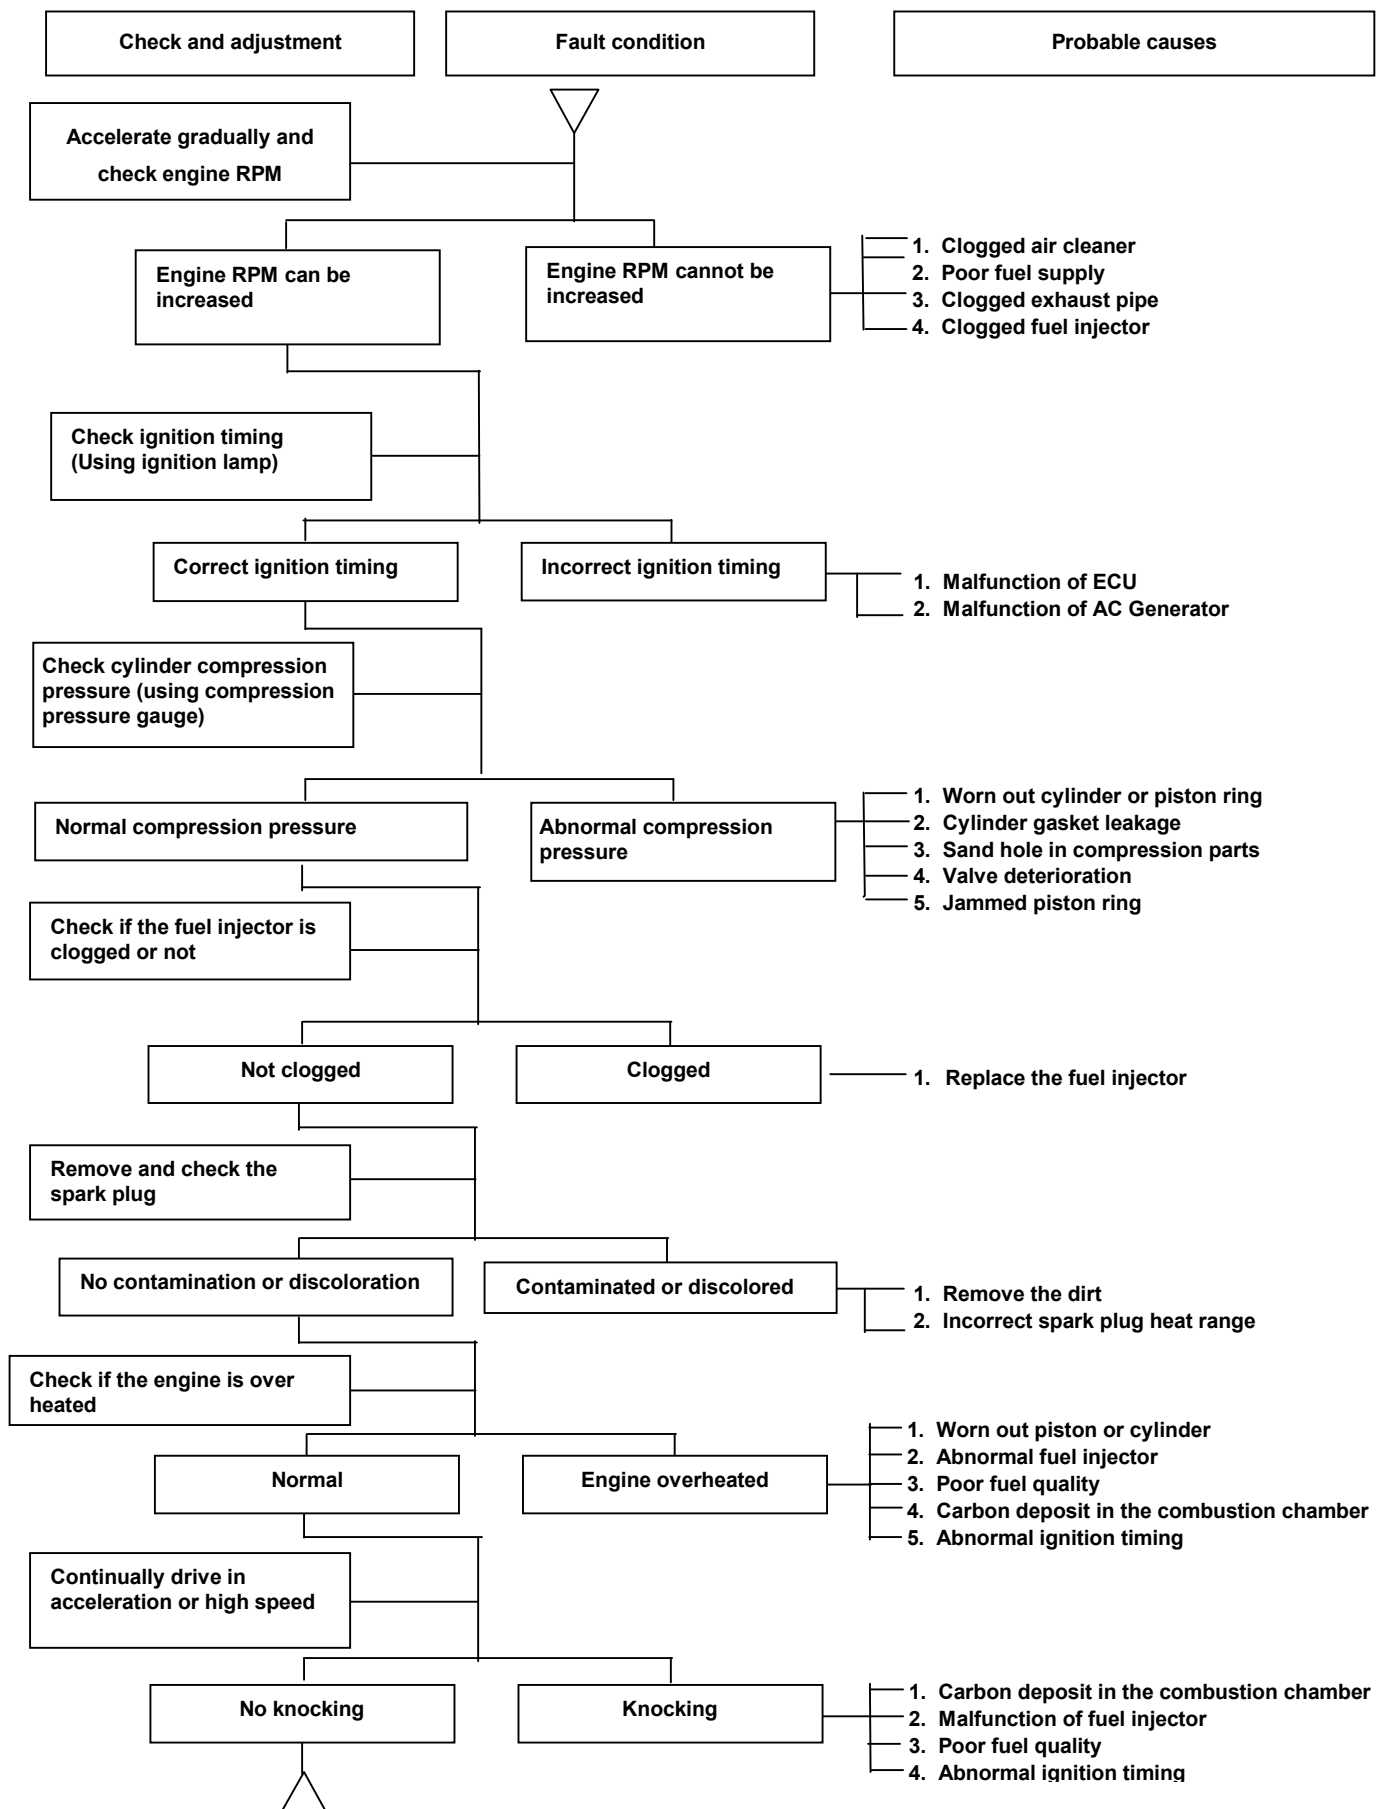 Check and adjustment
Fault condition
Probable causes
Accelerate gradually and
check engine RPM
Engine RPM can be
increased
Engine RPM cannot be
increased
1. Clogged air cleaner
2. Poor fuel supply
3. Clogged exhaust pipe
4. Clogged fuel injector
Check ignition timing
(Using ignition lamp)
Correct ignition timing
Incorrect ignition timing
1. Malfunction of ECU
2. Malfunction of AC Generator
Check cylinder compression
pressure (using compression
pressure gauge)
Normal compression pressure
Abnormal compression
pressure
1. Worn out cylinder or piston ring
2. Cylinder gasket leakage
3. Sand hole in compression parts
4. Valve deterioration
5. Jammed piston ring
Check if the fuel injector is
clogged or not
Not clogged
Clogged
1. Replace the fuel injector
Remove and check the
spark plug
No contamination or discoloration
Contaminated or discolored
1. Remove the dirt
2. Incorrect spark plug heat range
Check if the engine is over
heated
Normal
Engine overheated
1. Worn out piston or cylinder
2. Abnormal fuel injector
3. Poor fuel quality
4. Carbon deposit in the combustion chamber
5. Abnormal ignition timing
Continually drive in
acceleration or high speed
No knocking
Knocking
1. Carbon deposit in the combustion chamber
2. Malfunction of fuel injector
3. Poor fuel quality
4. Abnormal ignition timing